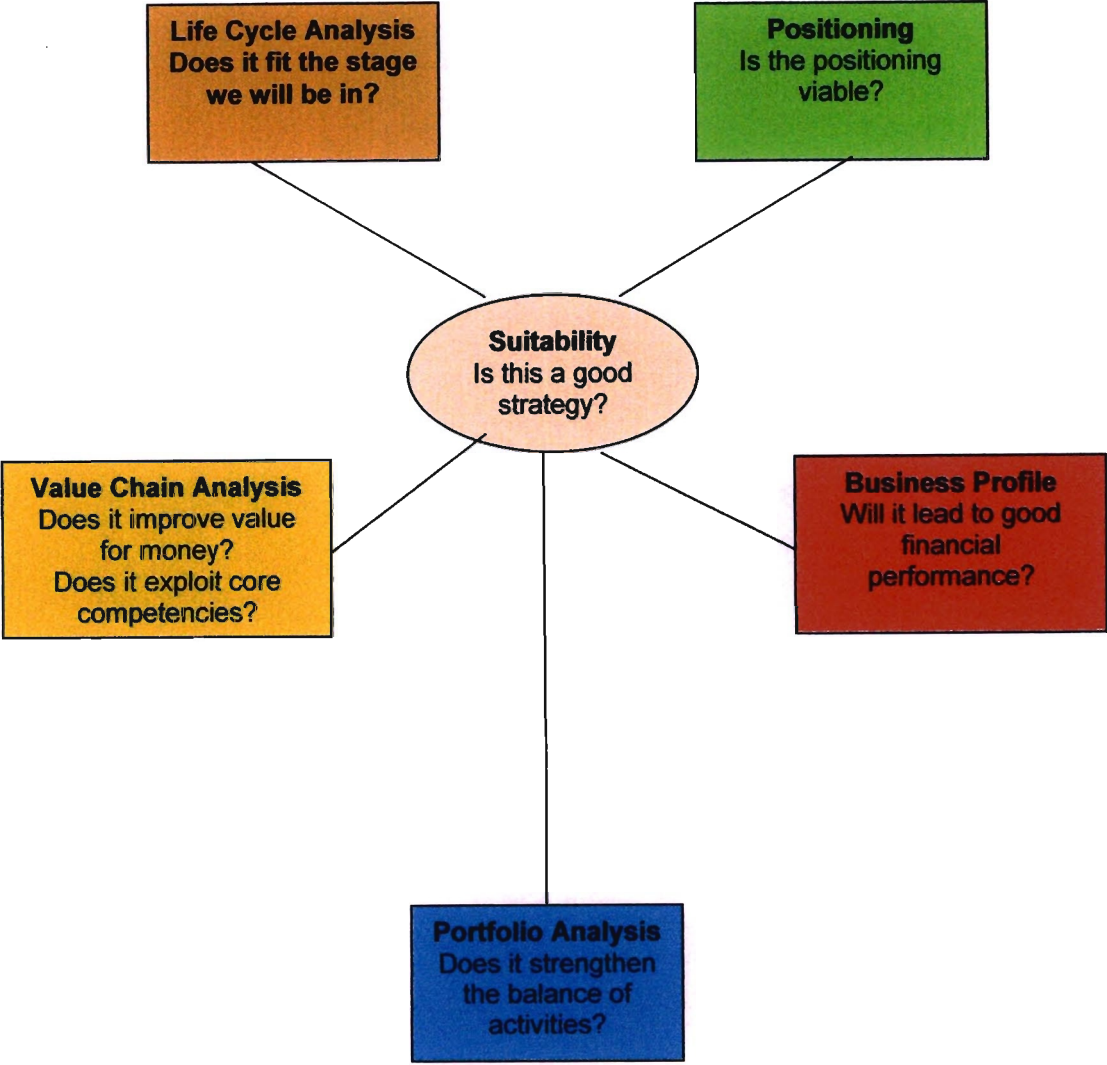 Life Cycle Analysis
Does it fit the stage
we will be in?
Positioning
Is the positioning
viable?
Suitability
Is this a good
strategy?
Value Chain Analysis
Does it improve value
for money?
Does it exploit core
competencies?
Business Profile
Will it lead to good
financial
performance?
Portfolio Analysis
Does it strengthen
the balance of
activities?